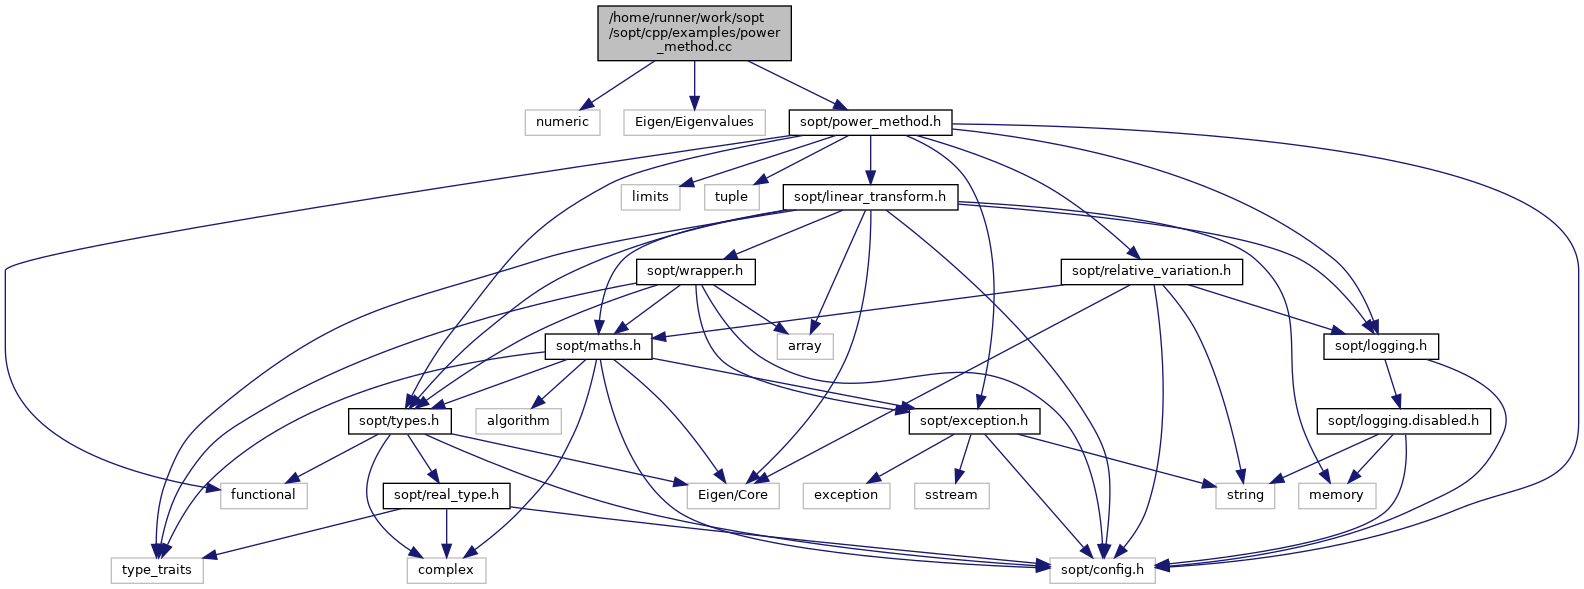 /home/runner/work/sopt
/sopt/cpp/examples/power
_method.cc
numeric
Eigen/Eigenvalues
sopt/power_method.h
limits
tuple
sopt/linear_transform.h
sopt/wrapper.h
sopt/relative_variation.h
sopt/maths.h
array
sopt/logging.h
sopt/types.h
algorithm
sopt/exception.h
sopt/logging.disabled.h
functional
sopt/real_type.h
Eigen/Core
exception
sstream
string
memory
type_traits
complex
sopt/config.h